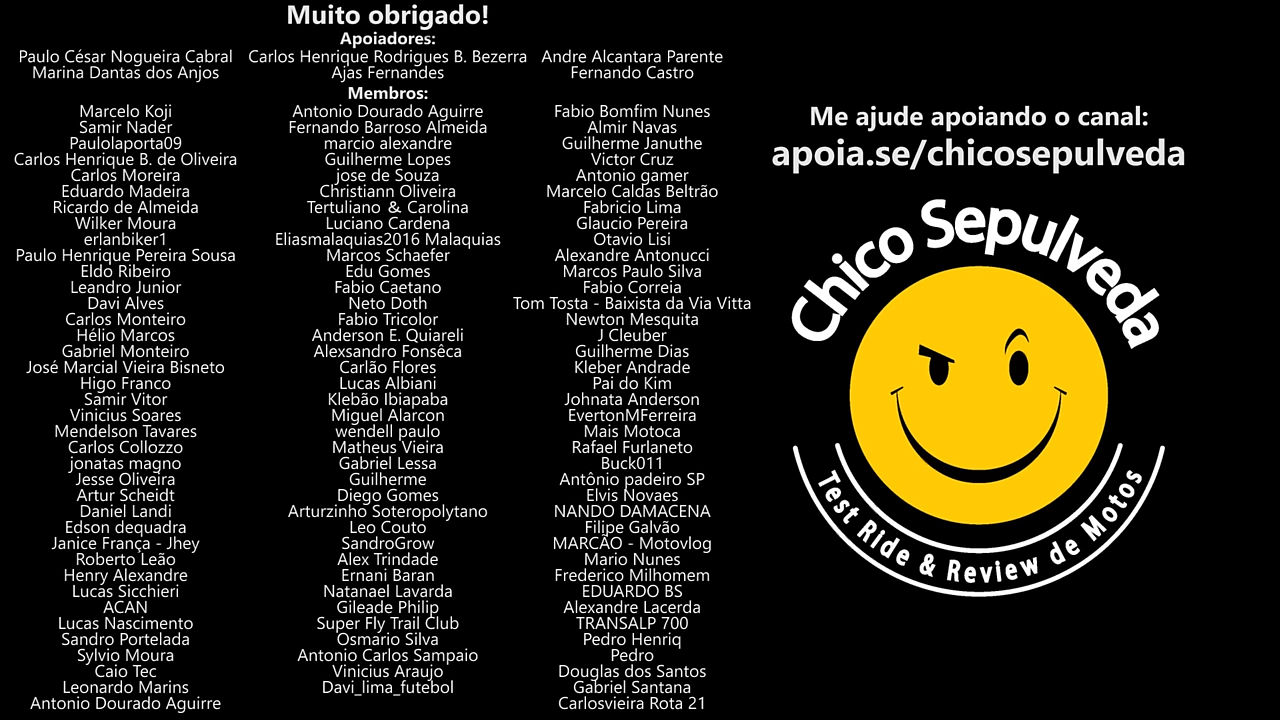 Muito obrigado!
Apoiadores:
Paulo César Nogueira Cabral
Carlos Henrique Rodrigues B. Bezerra
Andre Alcantara Parente
Marina Dantas dos Anjos
Ajas Fernandes
Fernando Castro
Membros:
Marcelo Koji
Samir Nader
Paulolaporta09
Carlos Henrique B. de Oliveira
Carlos Moreira
Eduardo Madeira
Ricardo de Almeida
Wilker Moura
erlanbiker1
Paulo Henrique Pereira Sousa
Eldo Ribeiro
Leandro Junior
Davi Alves
Carlos Monteiro
Hélio Marcos
Gabriel Monteiro
José Marcial Vieira Bisneto
Higo Franco
Samir Vitor
Vinicius Soares
Mendelson Tavares
Carlos Collozzo
jonatas magno
Jesse Oliveira
Artur Scheidt
Daniel Landi
Edson dequadra
Janice França - Jhey
Roberto Leão
Henry Alexandre
Lucas Sicchieri
ACAN
Lucas Nascimento
Sandro Portelada
Sylvio Moura
Caio Tec
Leonardo Marins
Antonio Dourado Aguirre
Antonio Dourado Aguirre
Fernando Barroso Almeida
marcio alexandre
Guilherme Lopes
jose de Souza
Christiann Oliveira
Tertuliano & Carolina
Luciano Cardena
Eliasmalaquias2016 Malaquias
Marcos Schaefer
Edu Gomes
Fabio Caetano
Neto Doth
Fabio Tricolor
Anderson E. Quiareli
Alexsandro Fonsêca
Carlão Flores
Lucas Albiani
Klebão Ibiapaba
Miguel Alarcon
wendell paulo
Matheus Vieira
Gabriel Lessa
Guilherme
Diego Gomes
Arturzinho Soteropolytano
Leo Couto
SandroGrow
Alex Trindade
Ernani Baran
Natanael Lavarda
Gileade Philip
Super Fly Trail Club
Osmario Silva
Antonio Carlos Sampaio
Vinicius Araujo
Davi_lima_futebol
Fabio Bomfim Nunes
Almir Navas
Guilherme Januthe
Victor Cruz
Antonio gamer
Marcelo Caldas Beltrão
Fabricio Lima
Glaucio Pereira
Otavio Lisi
Alexandre Antonucci
Marcos Paulo Silva
Fabio Correia
Tom Tosta - Baixista da Via Vitta
Newton Mesquita
J Cleuber
Guilherme Dias
Kleber Andrade
Pai do Kim
Johnata Anderson
EvertonMFerreira
Mais Motoca
Rafael Furlaneto
Buck011
Antônio padeiro SP
Elvis Novaes
NANDO DAMACENA
Filipe Galvão
MARCÃO - Motovlog
Mario Nunes
Frederico Milhomem
EDUARDO BS
Alexandre Lacerda
TRANSALP 700
Pedro Henriq
Pedro
Douglas dos Santos
Gabriel Santana
Carlosvieira Rota 21
Me ajude apoiando o canal:
apoia.se/chicosepulveda
Chico Sepulveda
Test Ride & Review de Motos